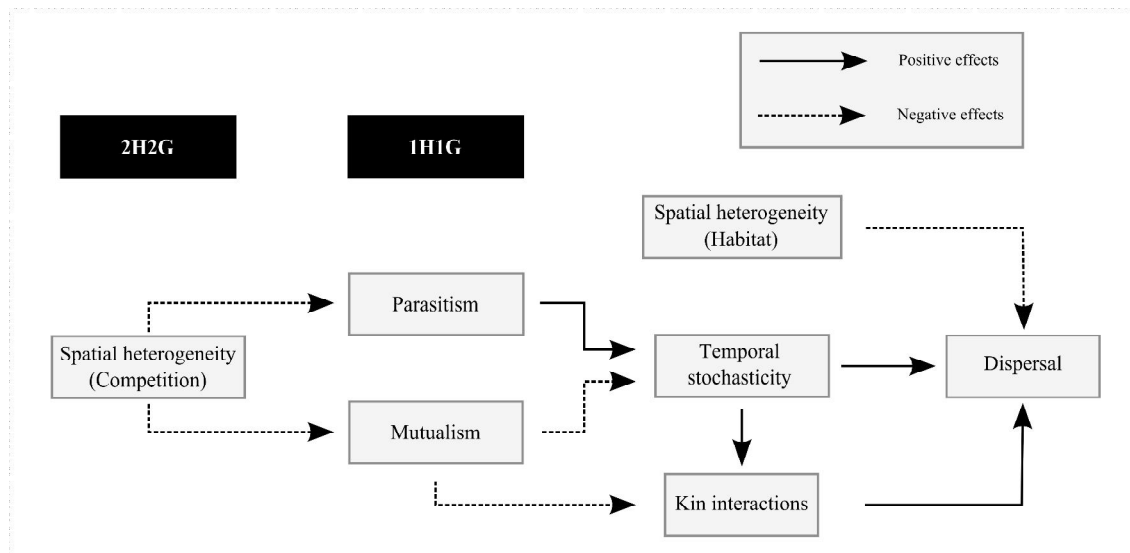 Positive effects
Negative effects
2H2G
1H1G
Spatial heterogeneity
(Habitat)
Parasitism
Spatial heterogeneity
(Competition)
Temporal
stochasticity
Dispersal
Mutualism
Kin interactions